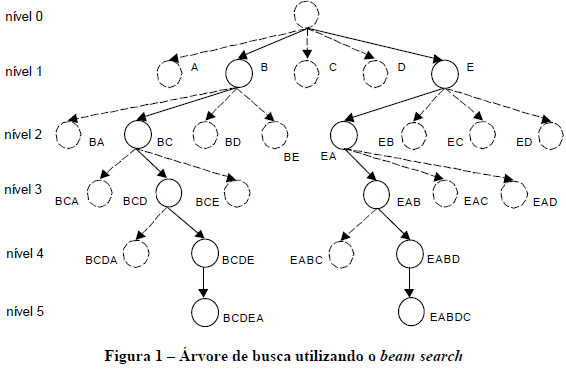 nível 0
nível 1
A
B
C
D
E
nível 2
BA
BC
BD
BE
EA
EB
EC
ED
nível 3
BCA
BCD
BCE
EAB
EAC
EAD
nível 4
BCDA
BCDE
EABC
EABD
nível 5
BCDEA
EABDC
Figura 1 – Árvore de busca utilizando o beam search